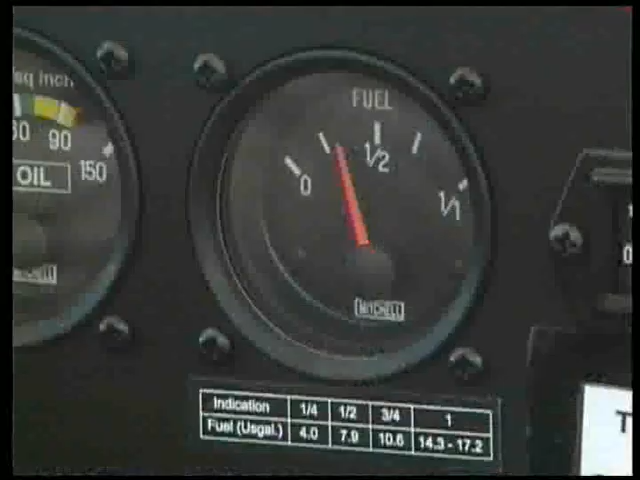 sq Inch
90
150
OIL
FUEL
0
1/2
1/1
Indication 1/4 1/2 3/4 1
Fuel (Usgal.) 4.0 7.9 10.6 14.3 - 17.2
T